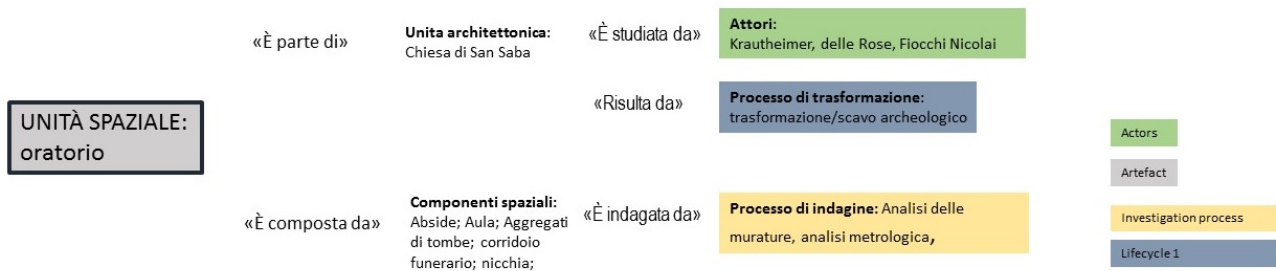 UNITÀ SPAZIALE:
oratorio
«È parte di»
Unita architettonica:
Chiesa di San Saba
«È studiata da»
Attori:
Krautheimer, delle Rose, Fiocchi Nicolai
«Risulta da»
Processo di trasformazione:
trasformazione/scavo archeologico
«È composta da»
Componenti spaziali:
Abside; Aula; Aggregati
di tombe; corridoio
funerario; nicchia;
«È indagata da»
Processo di indagine: Analisi delle
murature, analisi metrologica,
Actors
Artefact
Investigation process
Lifecycle 1